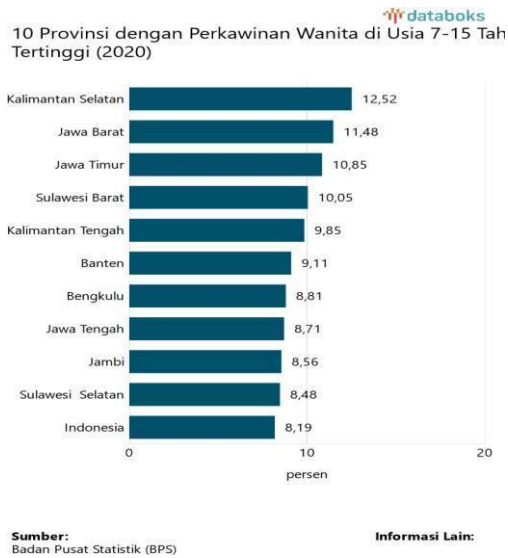 databoks
10 Provinsi dengan Perkawinan Wanita di Usia 7-15 Tah
Tertinggi (2020)
Kalimantan Selatan 12,52
Jawa Barat 11,48
Jawa Timur 10,85
Sulawesi Barat 10,05
Kalimantan Tengah 9,85
Banten 9,11
Bengkulu 8,81
Jawa Tengah 8,71
Jambi 8,56
Sulawesi Selatan 8,48
Indonesia 8,19
0 10 20
persen
Sumber: Informasi Lain:
Badan Pusat Statistik (BPS)